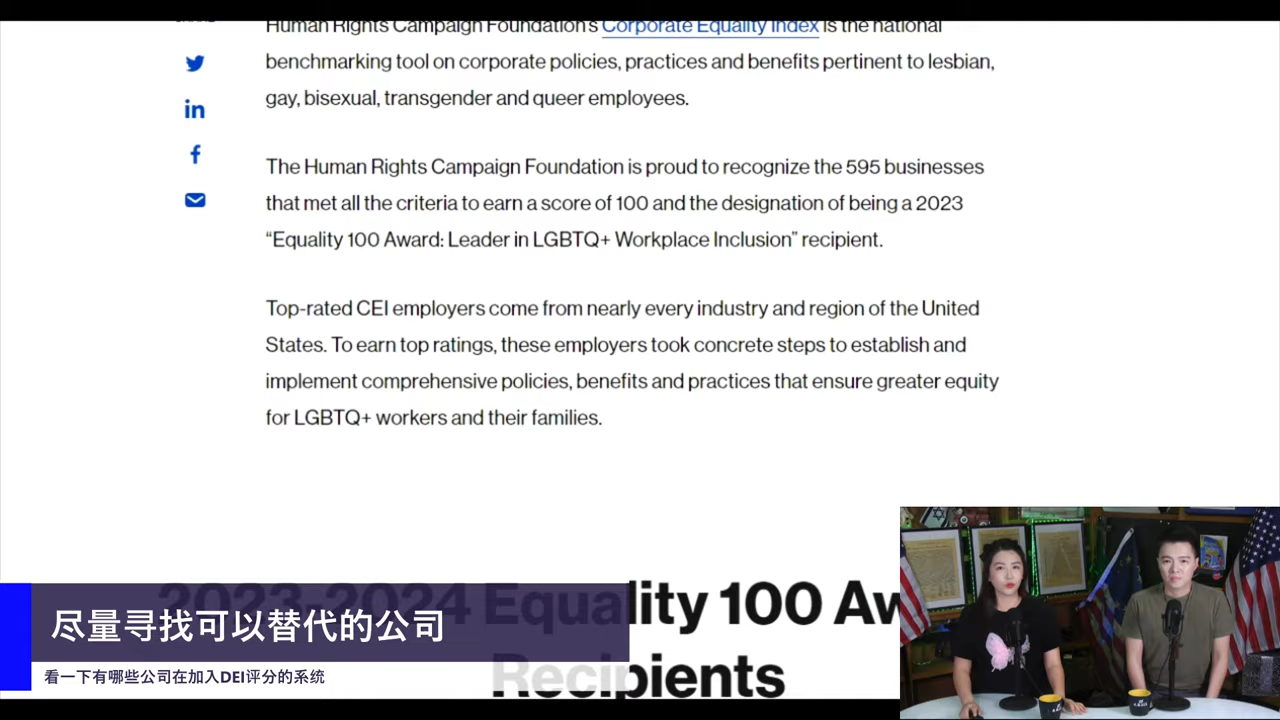 Human Rights Campaign Foundation's Corporate Equality Index is the national
benchmarking tool on corporate policies, practices and benefits pertinent to lesbian,
gay, bisexual, transgender and queer employees.
The Human Rights Campaign Foundation is proud to recognize the 595 businesses
that met all the criteria to earn a score of 100 and the designation of being a 2023
“Equality 100 Award: Leader in LGBTQ+ Workplace Inclusion” recipient.
Top-rated CEI employers come from nearly every industry and region of the United
States. To earn top ratings, these employers took concrete steps to establish and
implement comprehensive policies, benefits and practices that ensure greater equity
for LGBTQ+ workers and their families.
2023-2024 Equality 100 Aw
Recipients
尽量寻找可以替代的公司
看一下有哪些公司在加入DEI评分的系统